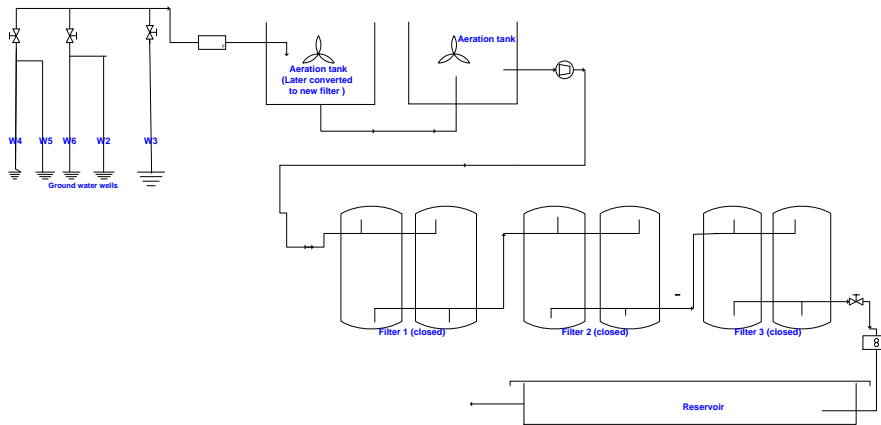 Aeration tank
(Later converted
to new filter )
Aeration tank
F
W4
W5
W6
W2
W3
Ground water wells
Filter 1 (closed)
Filter 2 (closed)
Filter 3 (closed)
8
Reservoir